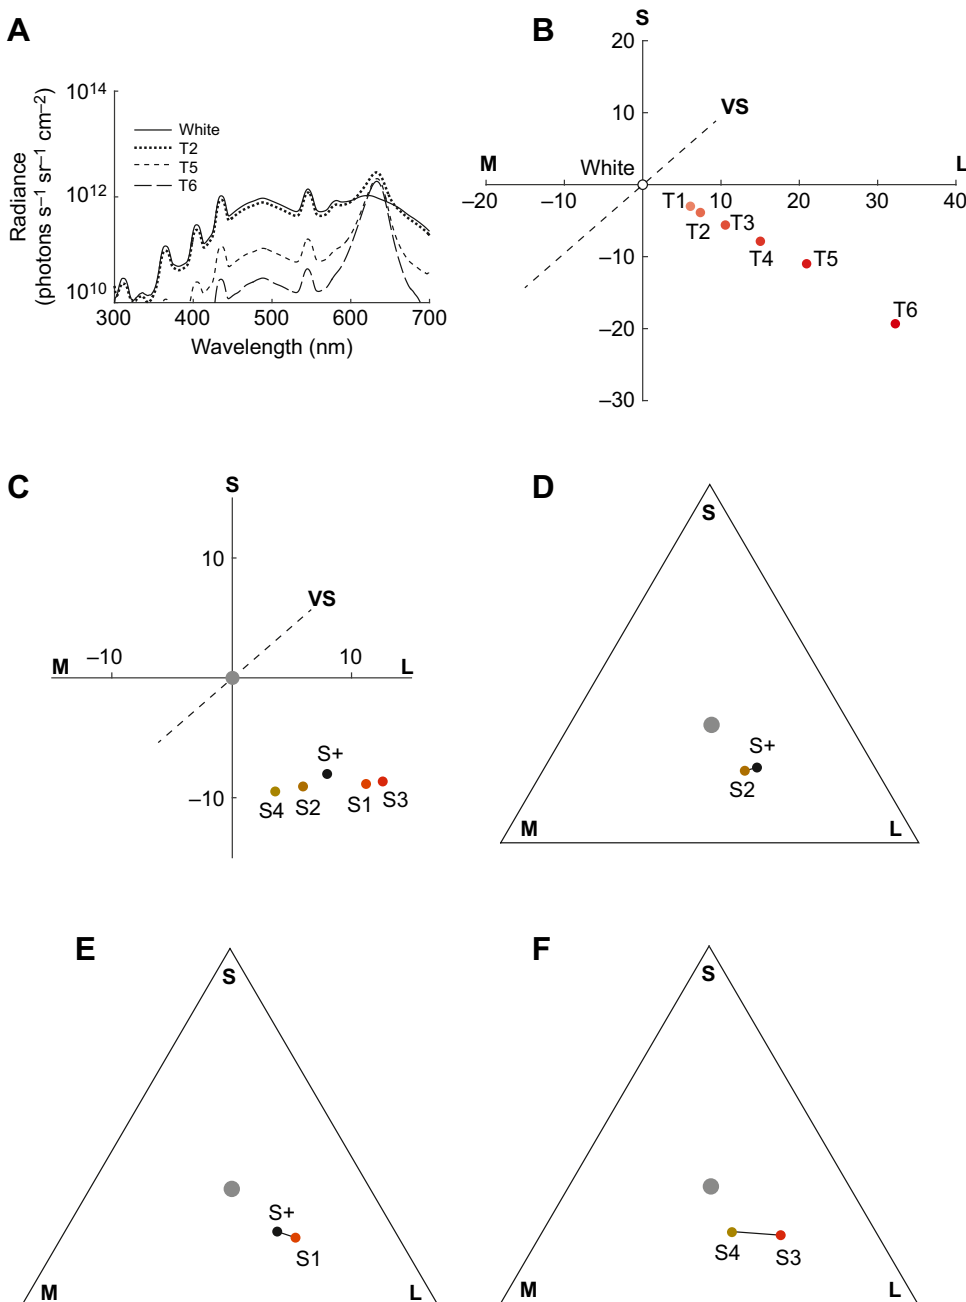 A
Radiance
(photons s–1 sr–1 cm–2)
10^14
10^12
10^10
White
T2
T5
T6
300 400 500 600 700
Wavelength (nm)
B
S
20
10
VS
White
M
L
–20 –10 10 20 30 40
T1
T2
T3
T4
T5
T6
–10
–20
–30
C
S
10
VS
M –10 10 L
S+
S4 S2 S1 S3
–10
D
S
S+
S2
M L
E
S
S+
S1
M L
F
S
S4 S3
M L